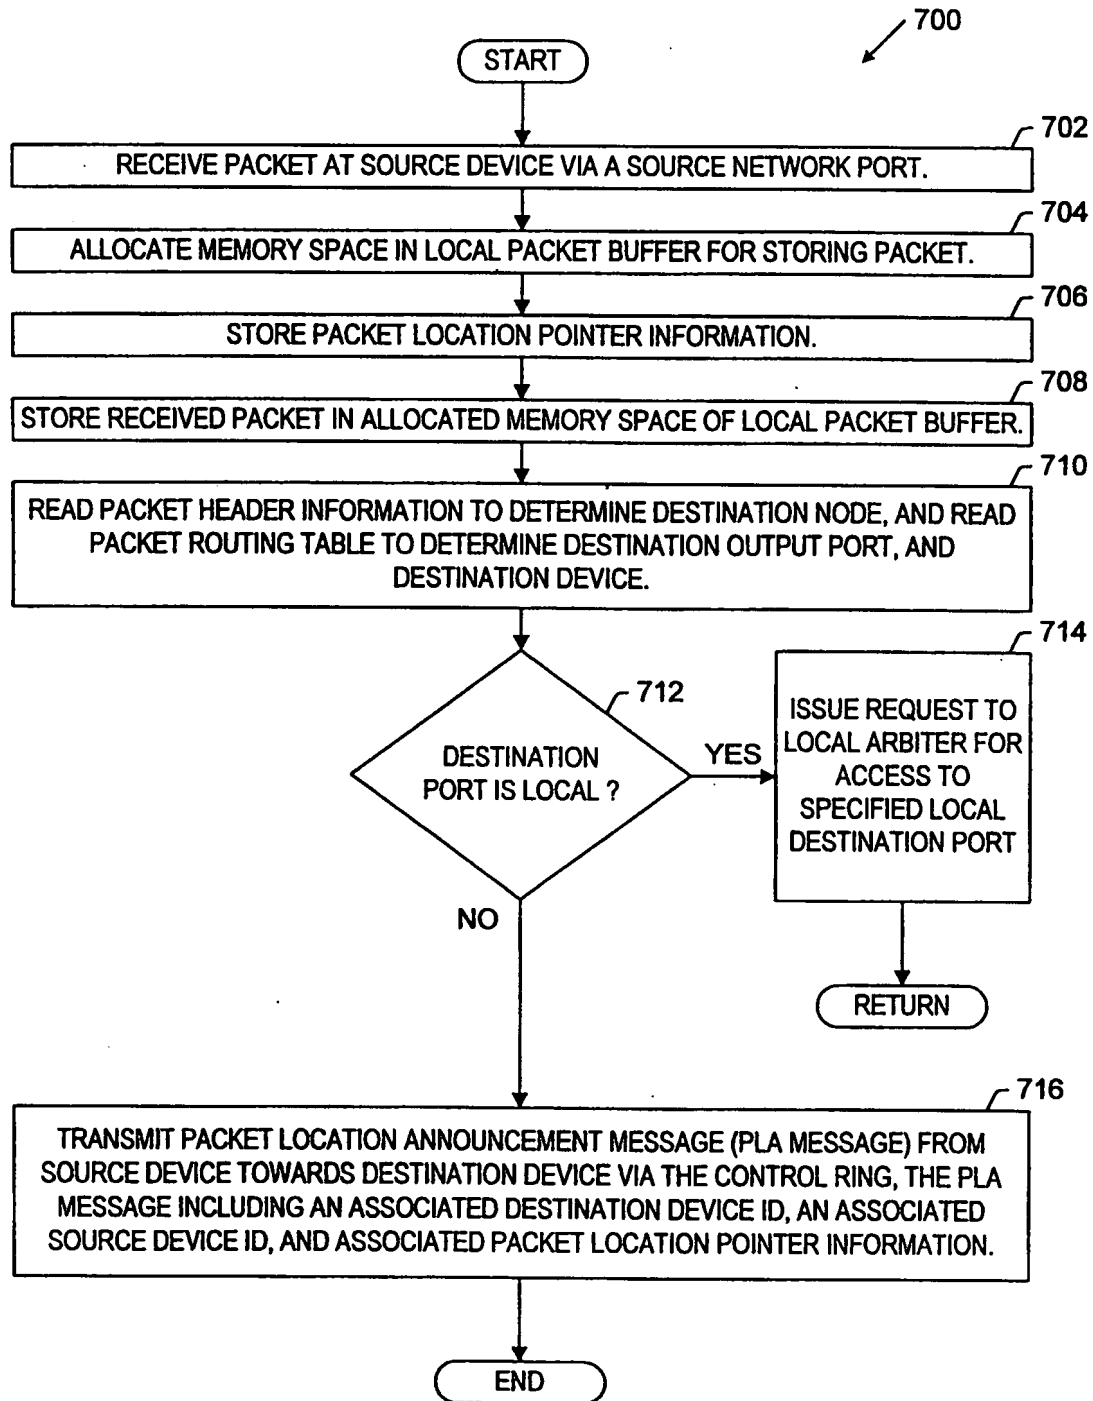 700
START
702
RECEIVE PACKET AT SOURCE DEVICE VIA A SOURCE NETWORK PORT.
704
ALLOCATE MEMORY SPACE IN LOCAL PACKET BUFFER FOR STORING PACKET.
706
STORE PACKET LOCATION POINTER INFORMATION.
708
STORE RECEIVED PACKET IN ALLOCATED MEMORY SPACE OF LOCAL PACKET BUFFER.
710
READ PACKET HEADER INFORMATION TO DETERMINE DESTINATION NODE, AND READ
PACKET ROUTING TABLE TO DETERMINE DESTINATION OUTPUT PORT, AND
DESTINATION DEVICE.
712
DESTINATION
PORT IS LOCAL ?
YES
714
ISSUE REQUEST TO
LOCAL ARBITER FOR
ACCESS TO
SPECIFIED LOCAL
DESTINATION PORT
RETURN
NO
716
TRANSMIT PACKET LOCATION ANNOUNCEMENT MESSAGE (PLA MESSAGE) FROM
SOURCE DEVICE TOWARDS DESTINATION DEVICE VIA THE CONTROL RING, THE PLA
MESSAGE INCLUDING AN ASSOCIATED DESTINATION DEVICE ID, AN ASSOCIATED
SOURCE DEVICE ID, AND ASSOCIATED PACKET LOCATION POINTER INFORMATION.
END